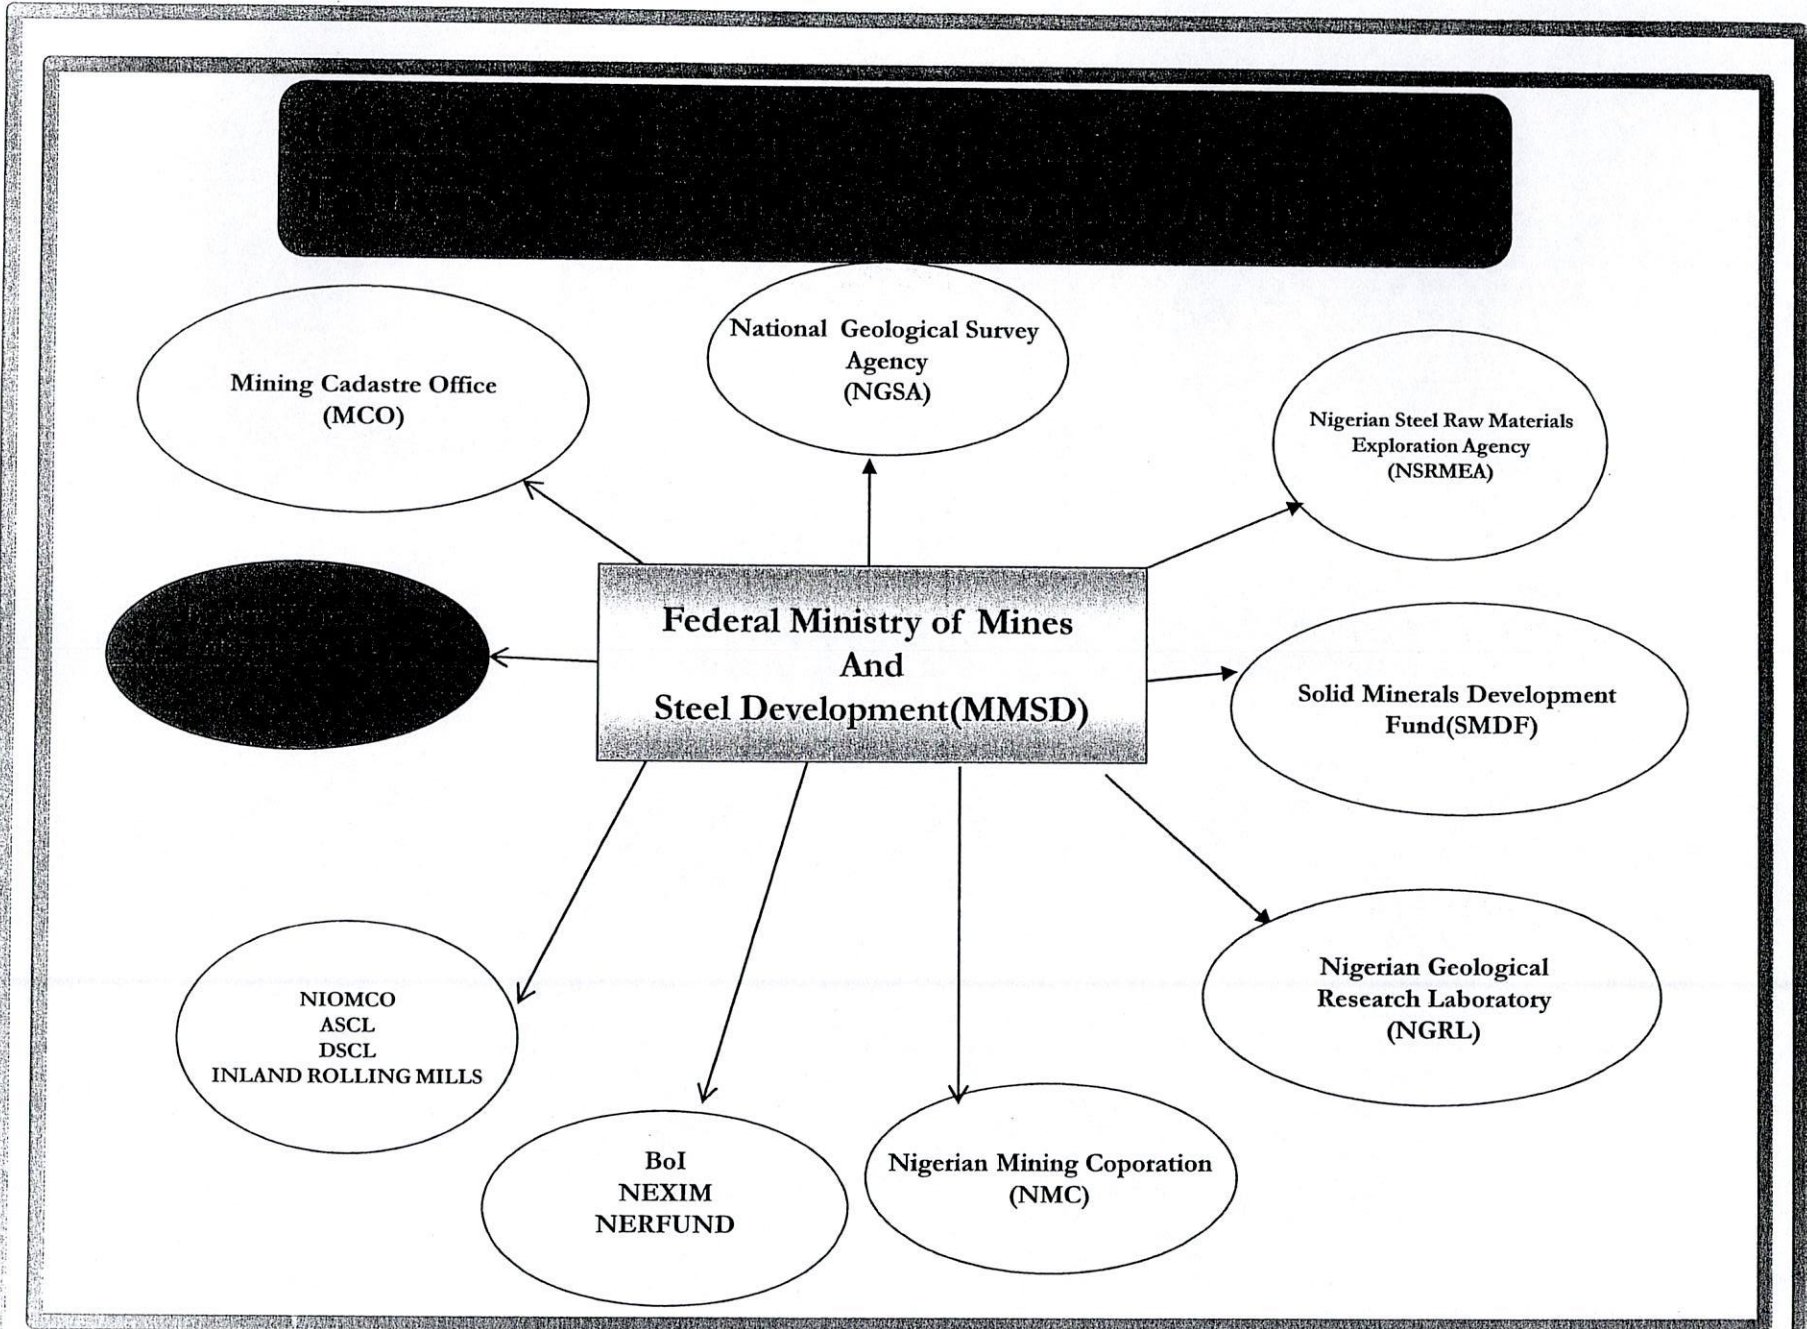 National Geological Survey
Agency
(NGSA)
Mining Cadastre Office
(MCO)
Nigerian Steel Raw Materials
Exploration Agency
(NSRMEA)
Federal Ministry of Mines
And
Steel Development(MMSD)
Solid Minerals Development
Fund(SMDF)
Nigerian Geological
Research Laboratory
(NGRL)
NIOMCO
ASCL
DSCL
INLAND ROLLING MILLS
BoI
NEXIM
NERFUND
Nigerian Mining Coporation
(NMC)